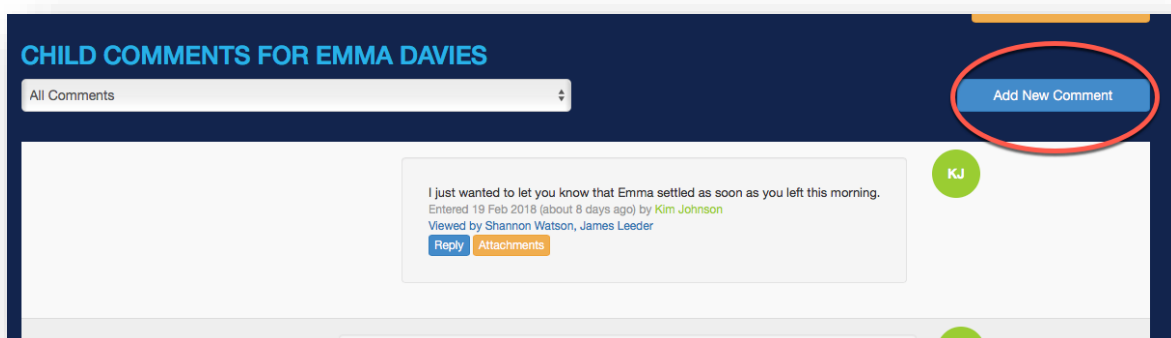 CHILD COMMENTS FOR EMMA DAVIES
All Comments
Add New Comment
I just wanted to let you know that Emma settled as soon as you left this morning.
KJ
Entered 19 Feb 2018 (about 8 days ago) by Kim Johnson
Viewed by Shannon Watson, James Leeder
Reply Attachments